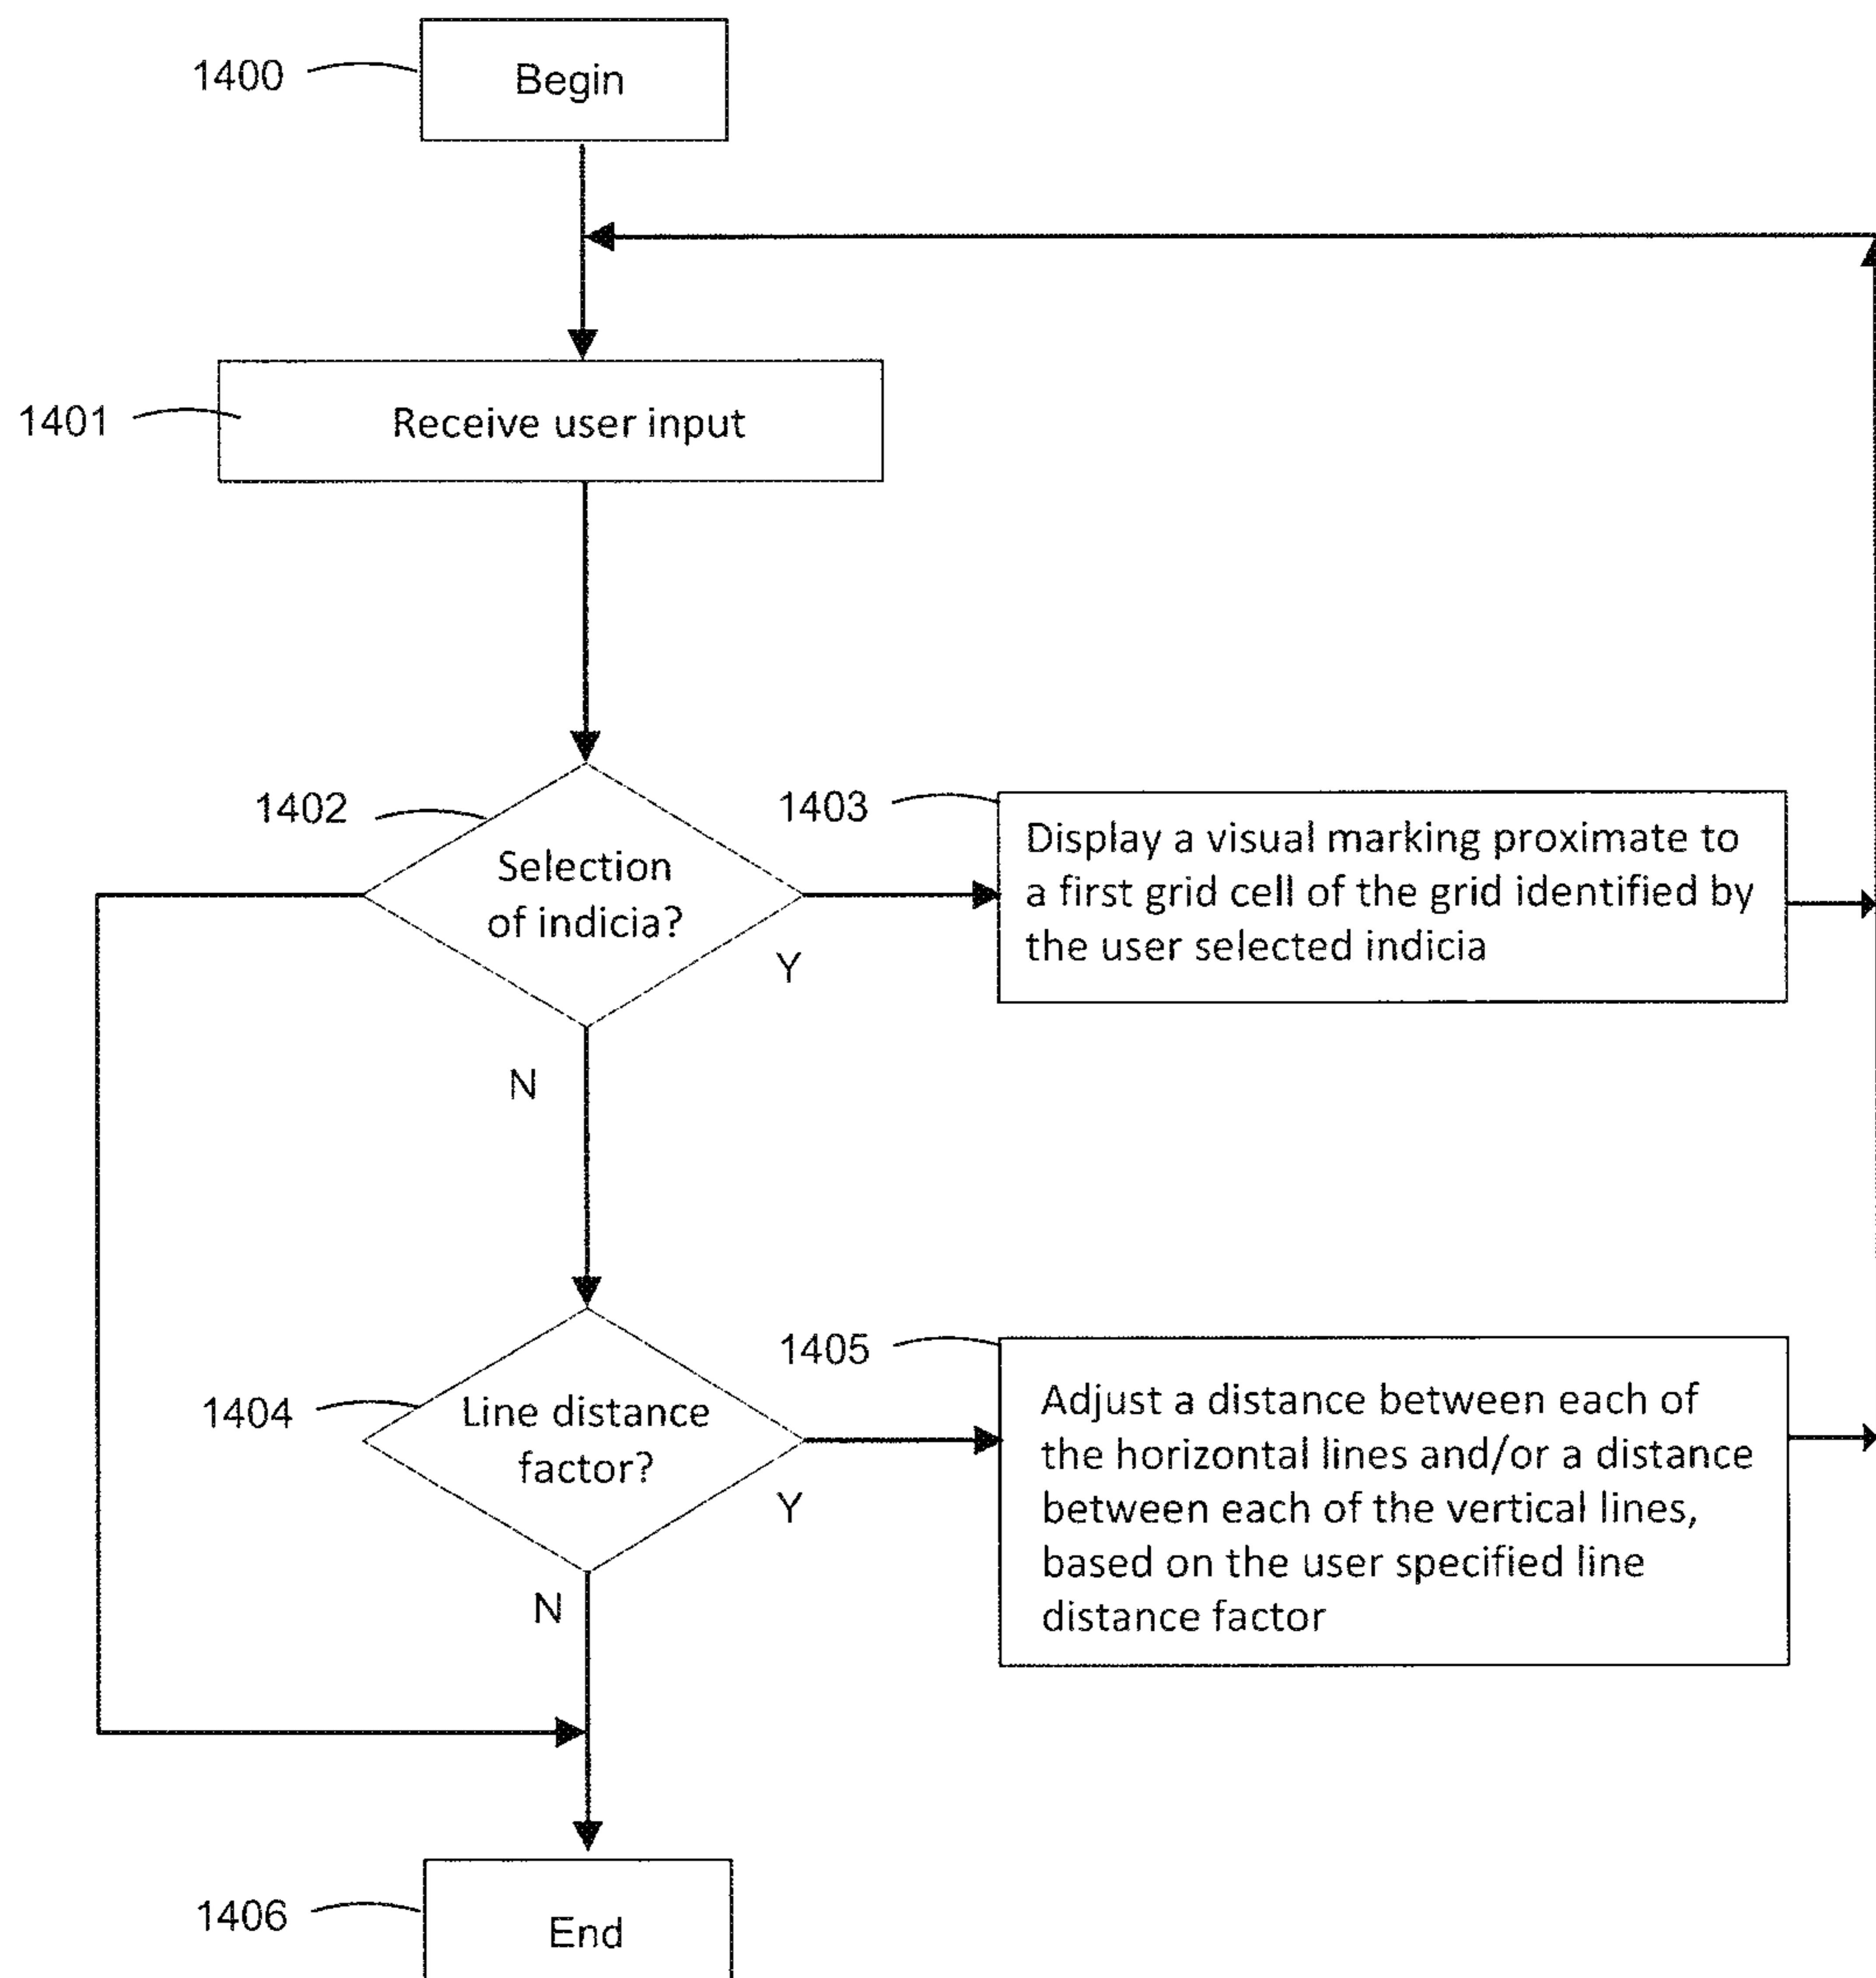 1400
Begin
1401
Receive user input
1402
Selection
of indicia?
Y
N
1403
Display a visual marking proximate to
a first grid cell of the grid identified by
the user selected indicia
1404
Line distance
factor?
Y
N
1405
Adjust a distance between each of
the horizontal lines and/or a distance
between each of the vertical lines,
based on the user specified line
distance factor
1406
End